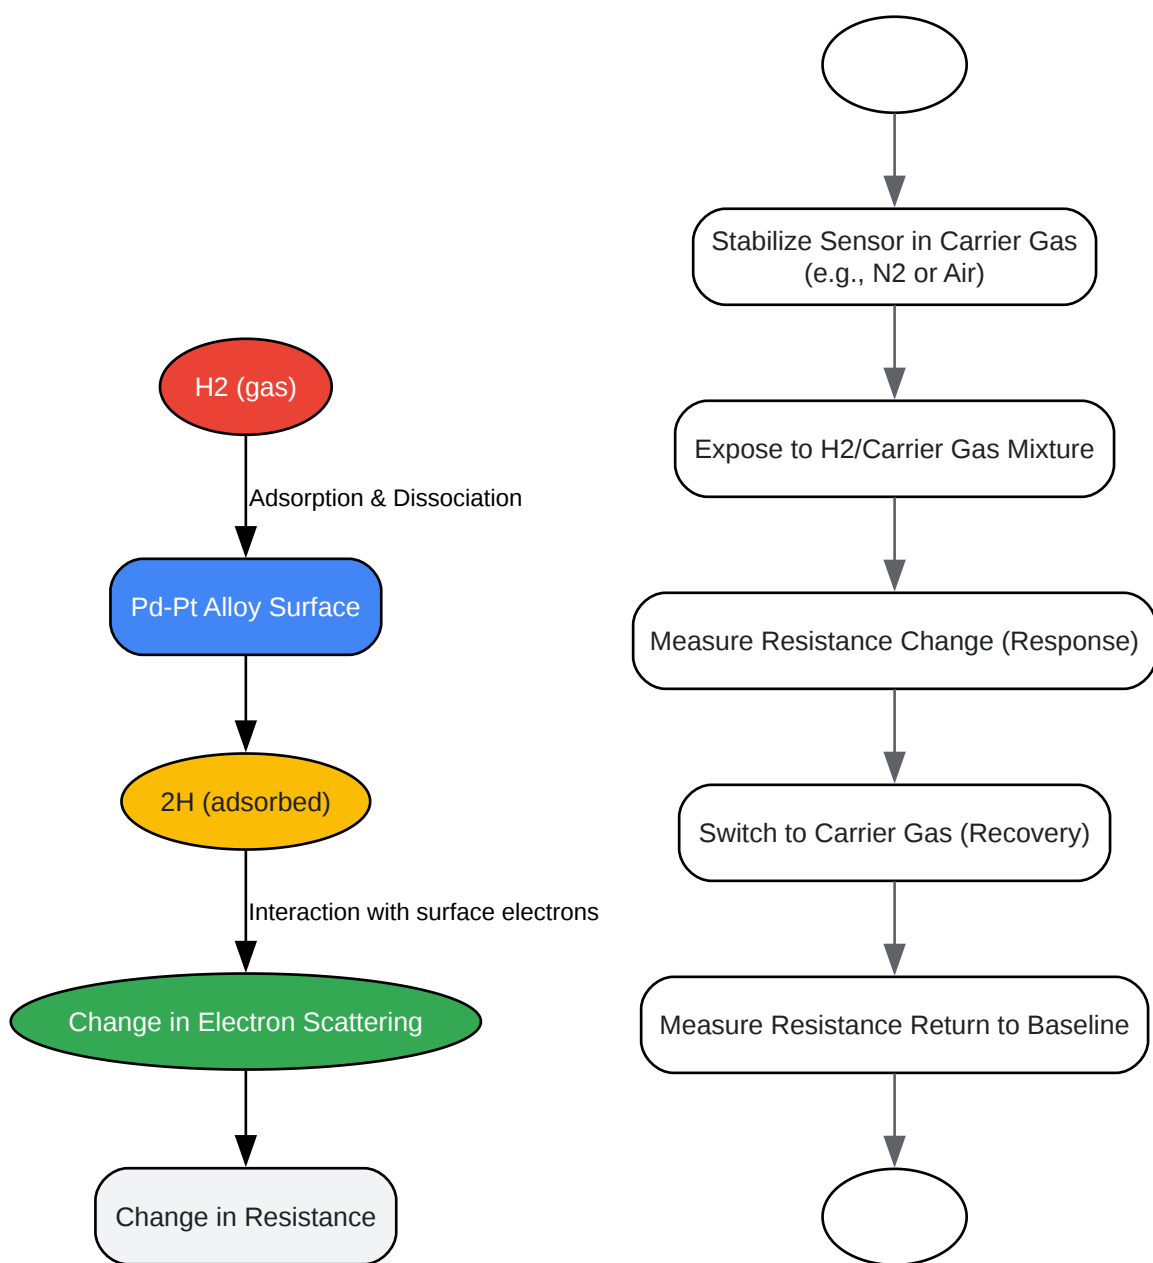 H2 (gas)
Adsorption & Dissociation
Pd-Pt Alloy Surface
2H (adsorbed)
Interaction with surface electrons
Change in Electron Scattering
Change in Resistance
Stabilize Sensor in Carrier Gas
(e.g., N2 or Air)
Expose to H2/Carrier Gas Mixture
Measure Resistance Change (Response)
Switch to Carrier Gas (Recovery)
Measure Resistance Return to Baseline